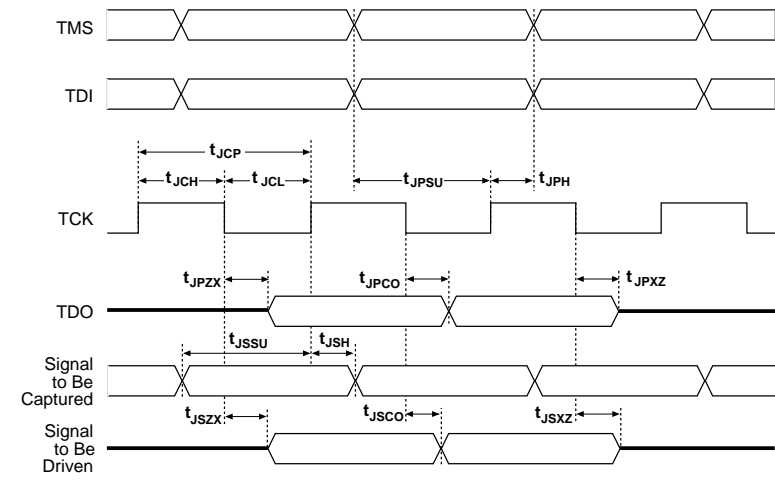 TMS
TDI
tJCP
tJCH
tJCL
tJPSU
tJPH
TCK
tJPZX
tJPCO
tJPXZ
TDO
tJSSU
tJSH
Signal
to Be
Captured
tJSZX
tJSCO
tJSXZ
Signal
to Be
Driven